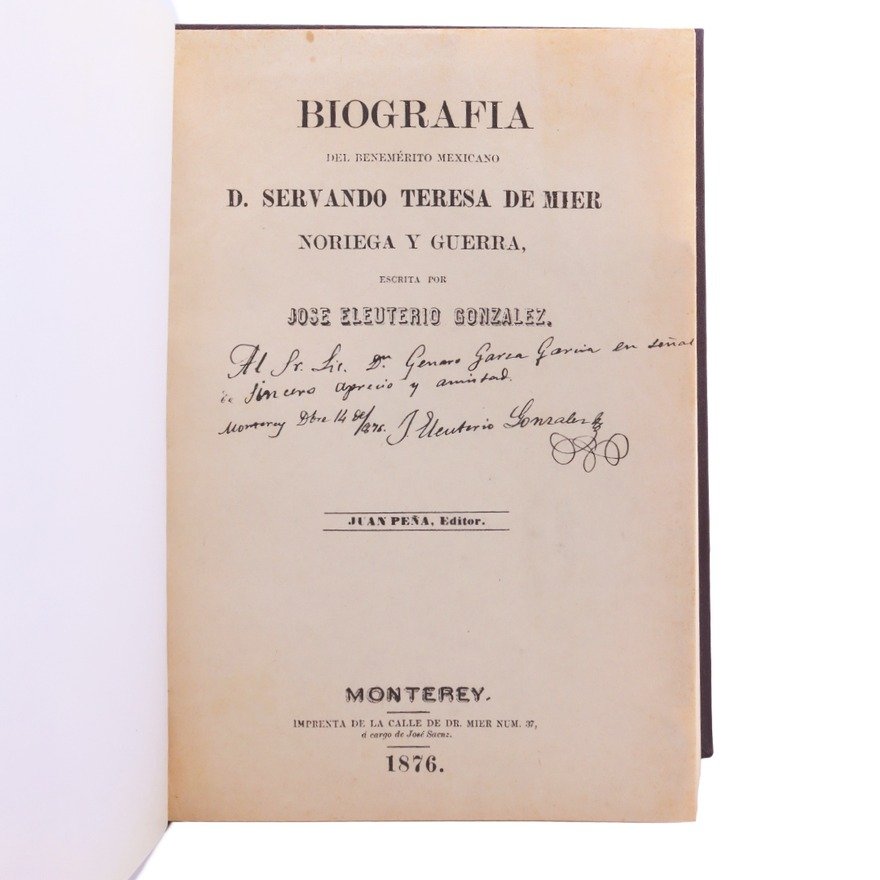 BIOGRAFIA
DEL BENEMÉRITO MEXICANO
D. SERVANDO TERESA DE MIER
NORIEGA Y GUERRA,
ESCRITA POR
JOSE ELEUTERIO GONZALEZ.
Al Sr. Lic. Dn. Genaro Garza Garcia en señal
de sincero aprecio y amistad.
Monterey Dbre 14 de/1876. J. Eleuterio Gonzalez
JUAN PEÑA, Editor.
MONTEREY.
IMPRENTA DE LA CALLE DE DR. MIER NUM. 37,
á cargo de José Saenz.
1876.